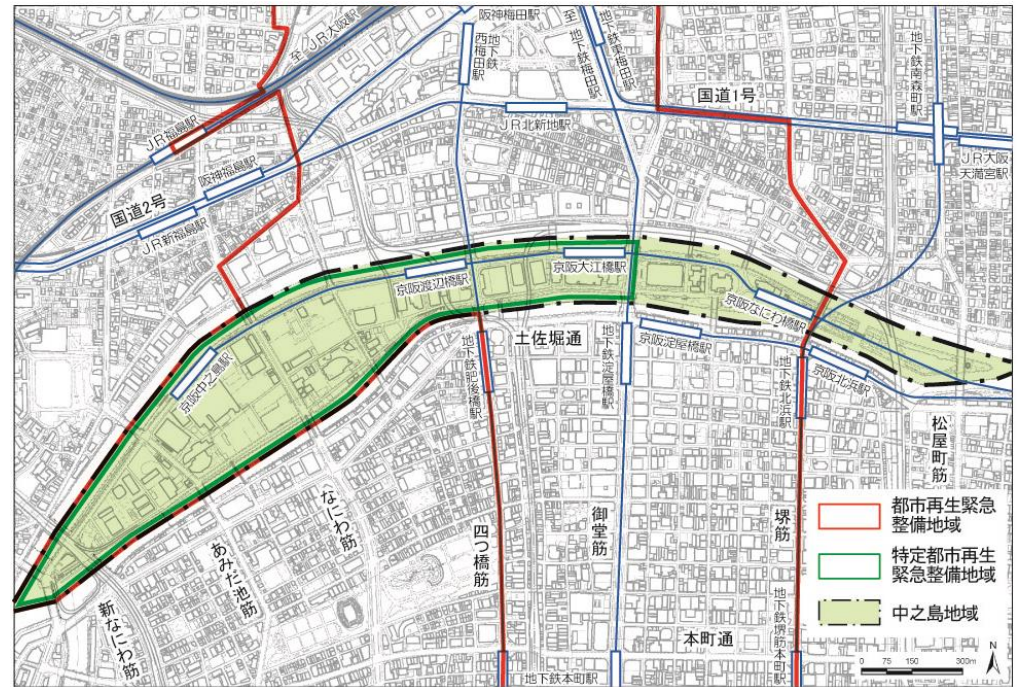 阪神梅田駅
至
至 JR大阪駅
地下鉄
西梅田駅
地下鉄梅田駅
地下鉄東梅田駅
地下鉄南森町駅
国道1号
JR福島駅
JR北新地駅
阪神福島駅
JR大阪
天満宮駅
国道2号
JR新福島駅
京阪渡辺橋駅
京阪大江橋駅
京阪なにわ橋駅
京阪中之島駅
土佐堀通
京阪淀屋橋駅
京阪北浜駅
地下鉄肥後橋駅
地下鉄淀屋橋駅
地下鉄北浜駅
松屋町筋
なにわ筋
あみだ池筋
新なにわ筋
四つ橋筋
御堂筋
堺筋
本町通
地下鉄本町駅
地下鉄堺筋本町駅
都市再生緊急
整備地域
特定都市再生
緊急整備地域
中之島地域
0 75 150 300m
N